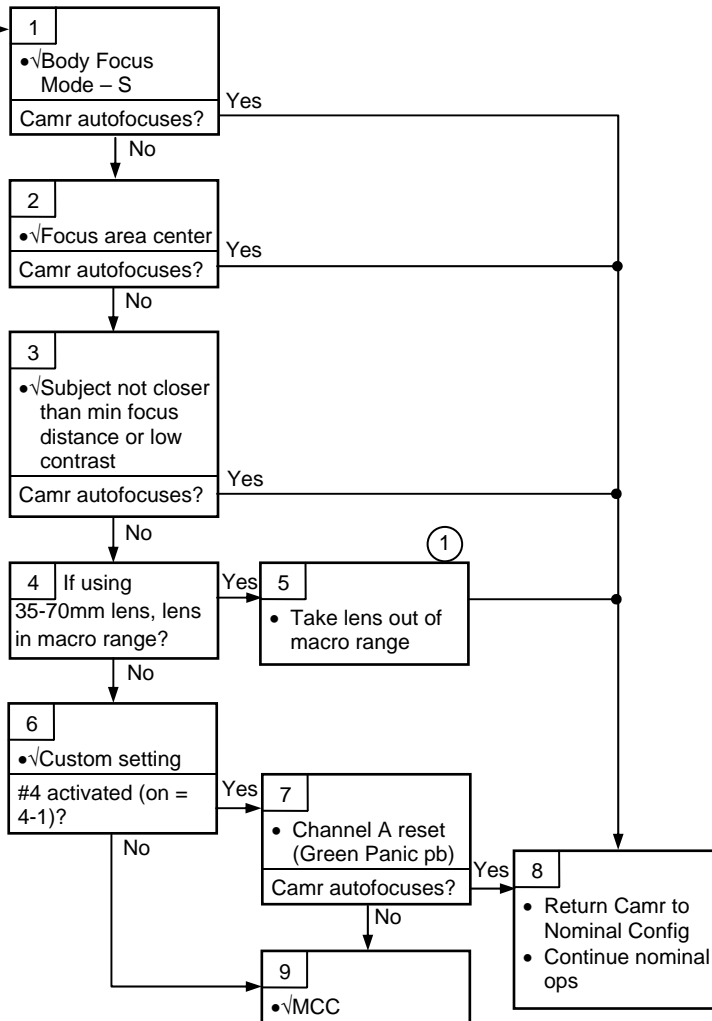 1
•√Body Focus
Mode – S
Camr autofocuses?
Yes
No
2
•√Focus area center
Camr autofocuses?
Yes
No
3
•√Subject not closer
than min focus
distance or low
contrast
Camr autofocuses?
Yes
No
4 If using
35-70mm lens, lens
in macro range?
Yes
No
1
5
• Take lens out of
macro range
6
•√Custom setting
#4 activated (on =
4-1)?
Yes
No
7
• Channel A reset
(Green Panic pb)
Camr autofocuses?
Yes
No
8
• Return Camr to
Nominal Config
• Continue nominal
ops
9
•√MCC